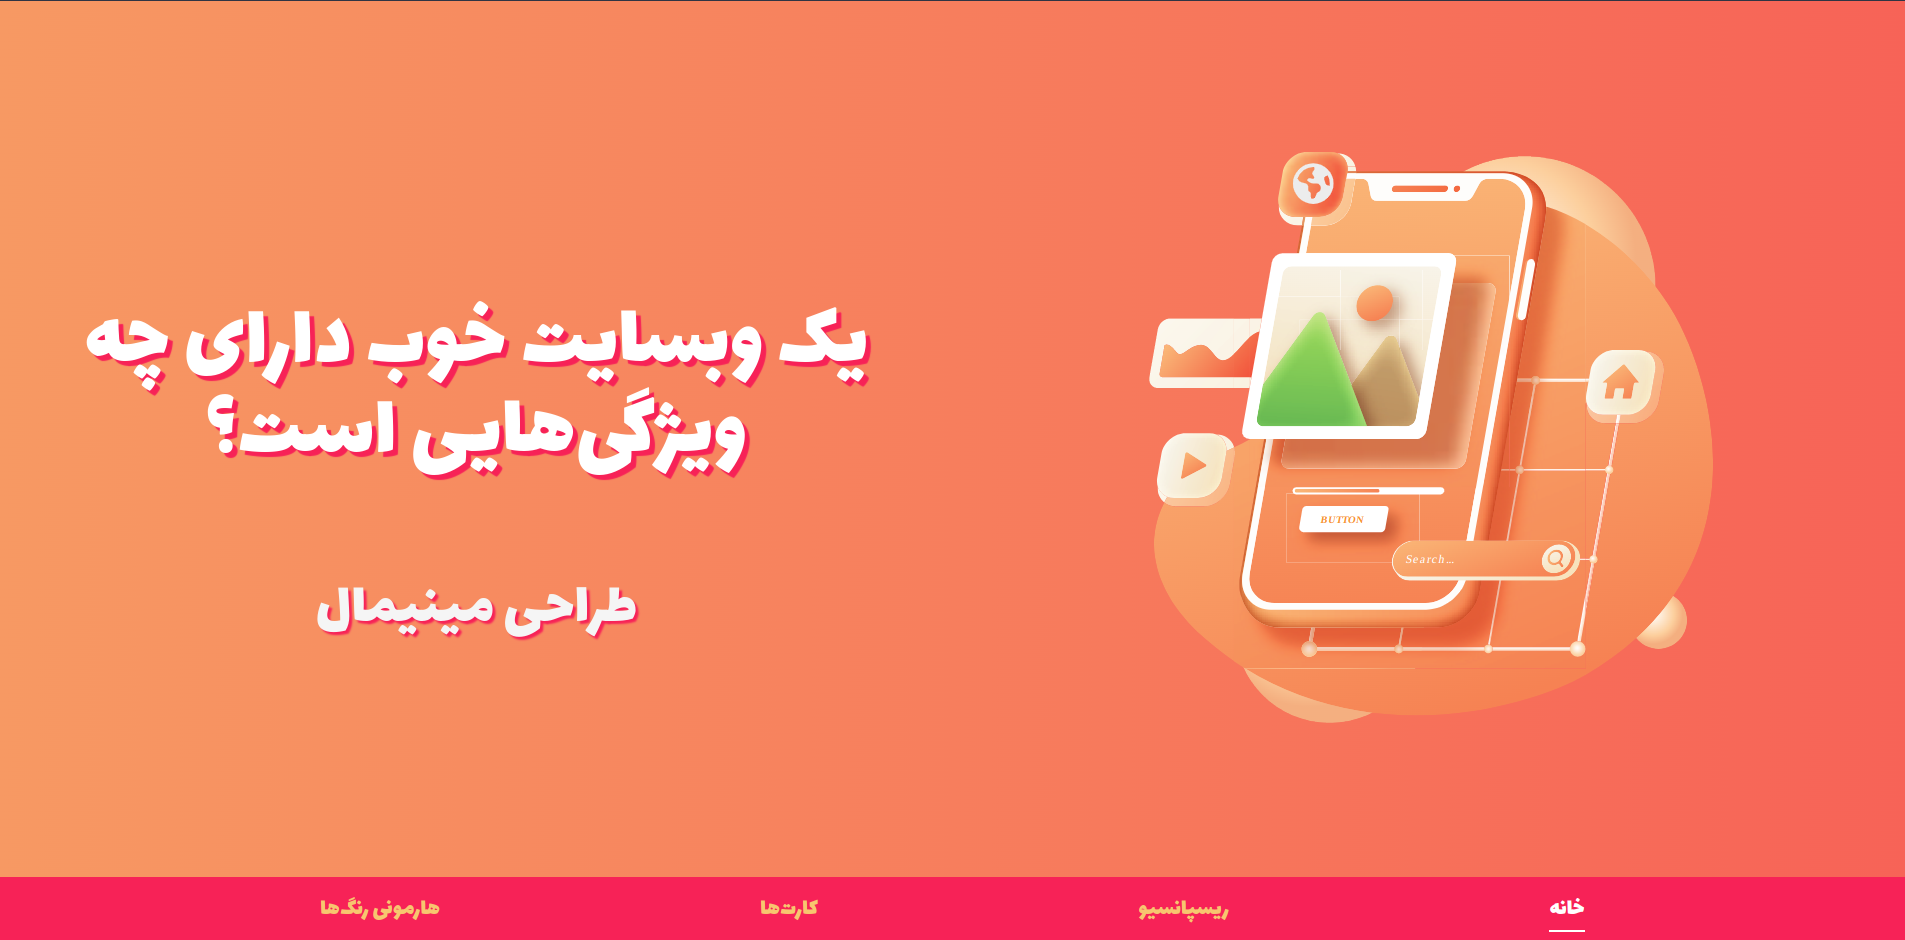 یک وبسایت خوب دارای چه
ویژگی‌هایی است؟
طراحی مینیمال
BUTTON
Search...
خانه
ریسپانسیو
کارت‌ها
هارمونی رنگ‌ها